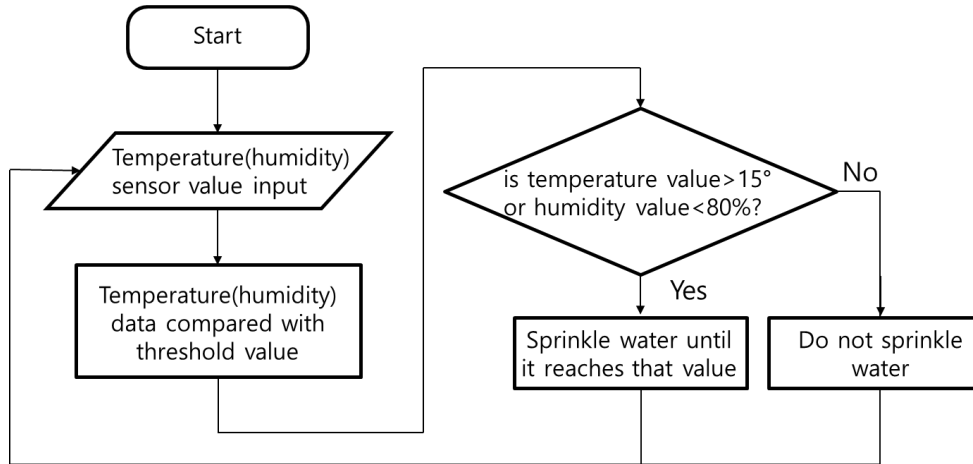 Start
Temperature(humidity)
sensor value input
Temperature(humidity)
data compared with
threshold value
is temperature value>15°
or humidity value<80%?
No
Yes
Sprinkle water until
it reaches that value
Do not sprinkle
water